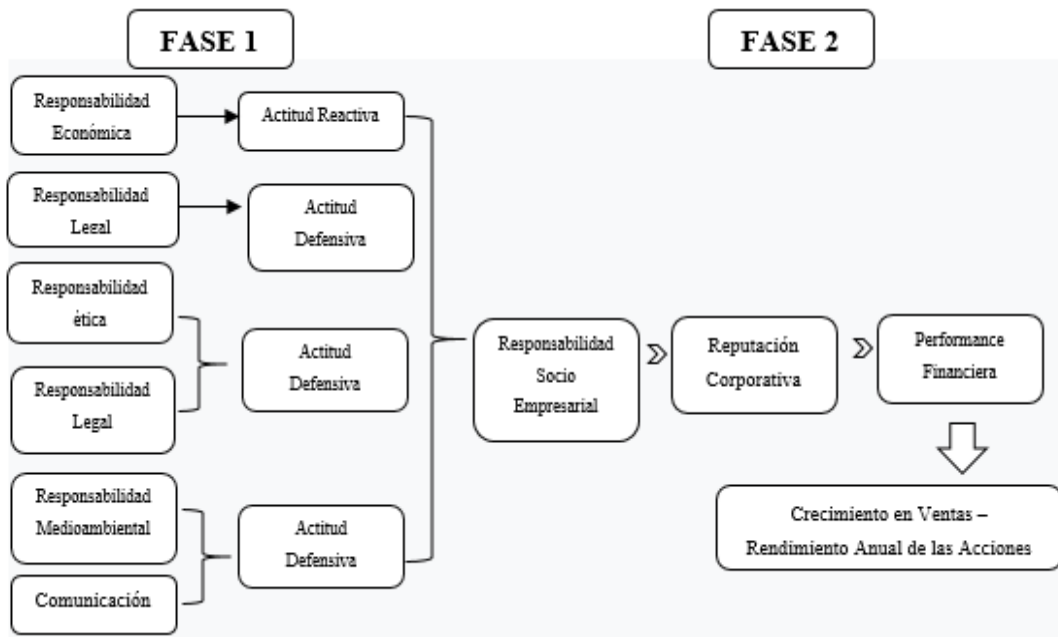 FASE 1
FASE 2
Responsabilidad
Económica
Actitud Reactiva
Responsabilidad
Legal
Actitud
Defensiva
Responsabilidad
ética
Responsabilidad
Legal
Actitud
Defensiva
Responsabilidad
Medioambiental
Comunicación
Actitud
Defensiva
Responsabilidad
Socio
Empresarial
Reputación
Corporativa
Performance
Financiera
Crecimiento en Ventas –
Rendimiento Anual de las Acciones